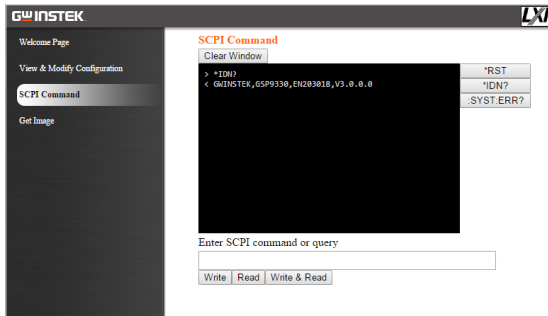 GW INSTEK
LXI
Welcome Page
View & Modify Configuration
SCPI Command
Get Image
SCPI Command
Clear Window
> *IDN?
< GWINSTEK,GSP9330,EN203018,V3.0.0.0
*RST
*IDN?
:SYST:ERR?
Enter SCPI command or query
Write Read Write & Read